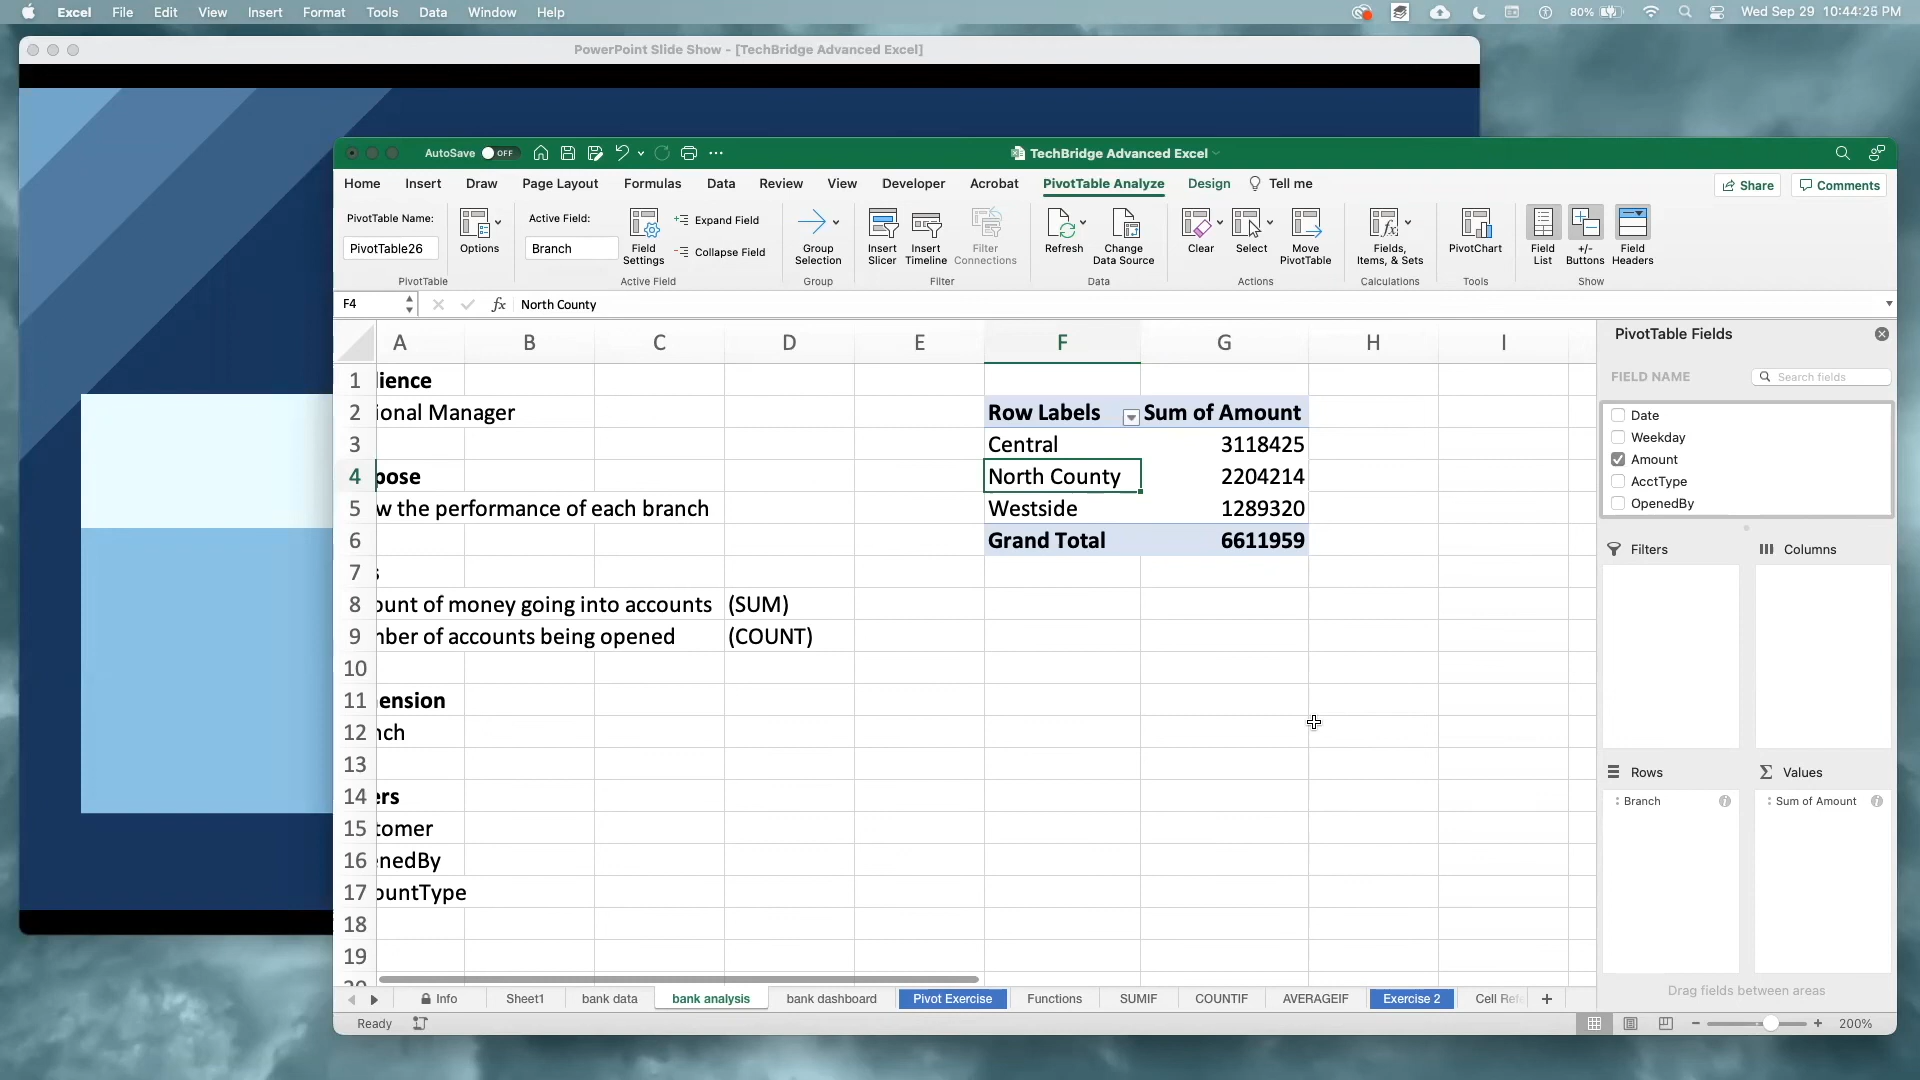 Excel File Edit View Insert Format Tools Data Window Help
80% Wed Sep 29 10:44:25 PM
PowerPoint Slide Show - [TechBridge Advanced Excel]
AutoSave OFF TechBridge Advanced Excel
Home Insert Draw Page Layout Formulas Data Review View Developer Acrobat PivotTable Analyze Design Tell me Share Comments
PivotTable Name:
PivotTable26
Options
PivotTable
Active Field:
Branch
Field Settings
Expand Field
Collapse Field
Active Field
Group Selection
Group
Insert Slicer
Insert Timeline
Filter Connections
Filter
Refresh
Change Data Source
Data
Clear
Select
Move PivotTable
Actions
Fields, Items, & Sets
Calculations
PivotChart
Tools
Field List
+/- Buttons
Field Headers
Show
F4 fx North County
A B C D E F G H I
1 lience
2 ional Manager Row Labels Sum of Amount
3 Central 3118425
4 pose North County 2204214
5 w the performance of each branch Westside 1289320
6 Grand Total 6611959
7 s
8 ount of money going into accounts (SUM)
9 nber of accounts being opened (COUNT)
10
11 ension
12 nch
13
14 ers
15 tomer
16 enedBy
17 ountType
18
19
PivotTable Fields
FIELD NAME Search fields
Date
Weekday
Amount
AcctType
OpenedBy
Filters Columns
Rows Values
Branch Sum of Amount
Drag fields between areas
Info Sheet1 bank data bank analysis bank dashboard Pivot Exercise Functions SUMIF COUNTIF AVERAGEIF Exercise 2 Cell Refe
Ready 200%